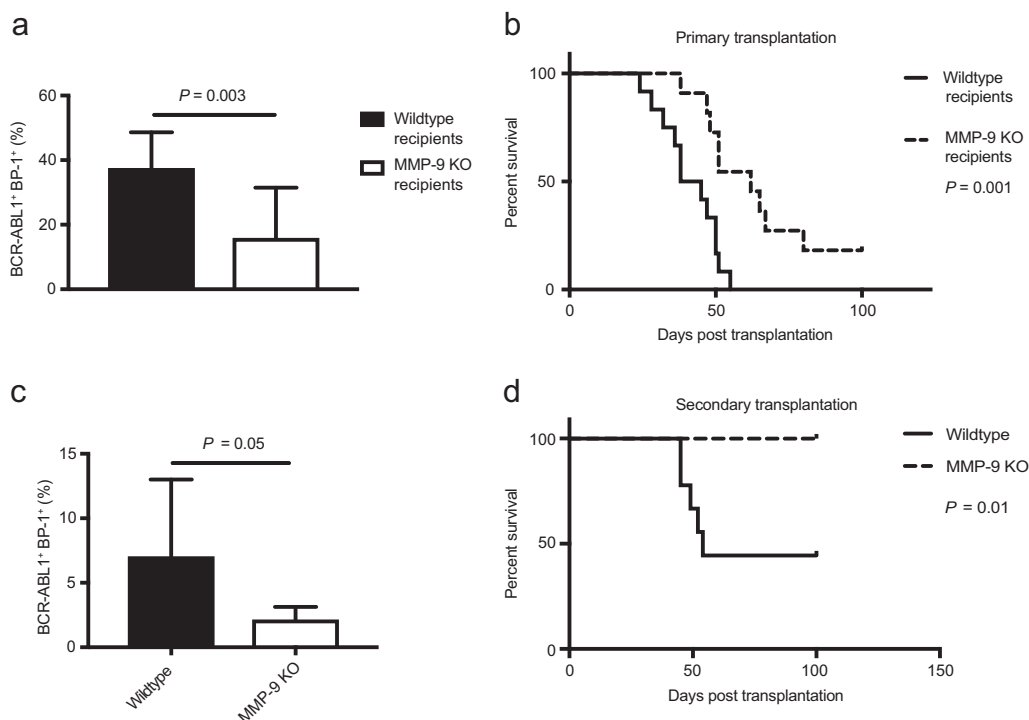 a
BCR-ABL1⁺ BP-1⁺ (%)
60
40
20
0
P = 0.003
Wildtype
recipients
MMP-9 KO
recipients
b
Primary transplantation
Percent survival
100
50
0
0
50
100
Days post transplantation
Wildtype
recipients
MMP-9 KO
recipients
P = 0.001
c
BCR-ABL1⁺ BP-1⁺ (%)
15
10
5
0
P = 0.05
Wildtype
MMP-9 KO
d
Secondary transplantation
Percent survival
100
50
0
0
50
100
150
Days post transplantation
Wildtype
MMP-9 KO
P = 0.01